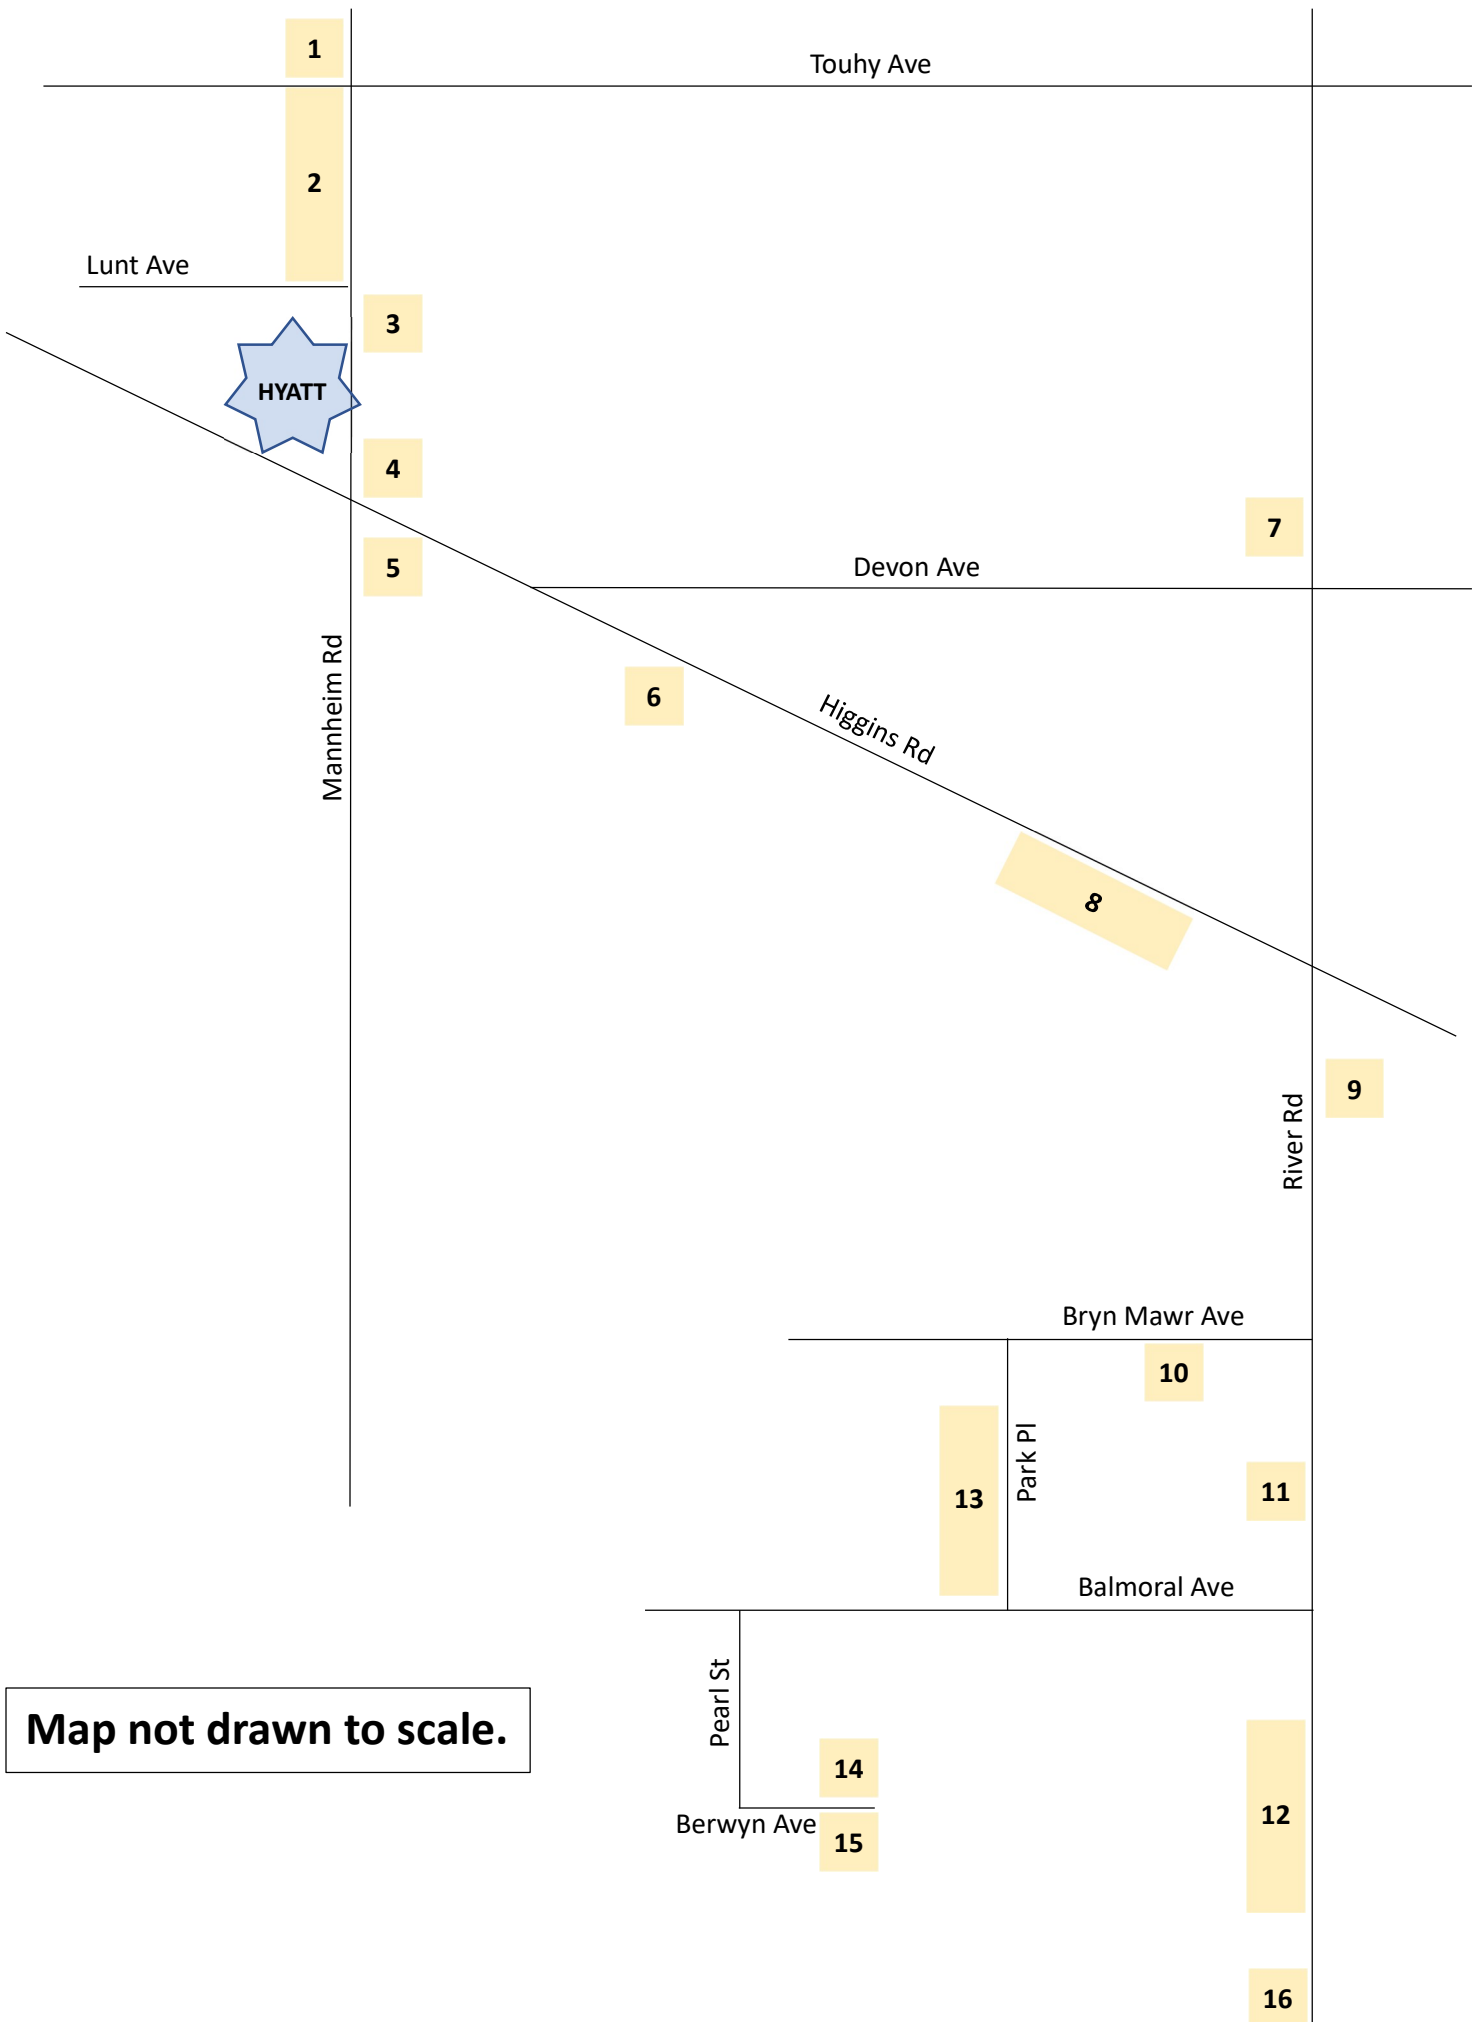 1
Touhy Ave
2
Lunt Ave
3
HYATT
4
7
5
Devon Ave
Mannheim Rd
6
Higgins Rd
8
9
River Rd
Bryn Mawr Ave
10
Park Pl
11
13
Balmoral Ave
Pearl St
Map not drawn to scale.
14
12
Berwyn Ave
15
16